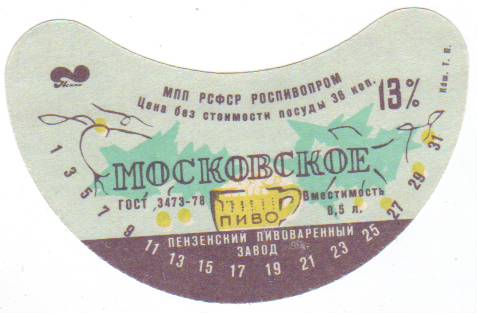 МПП РСФСР РОСПИВОПРОМ
Цена без стоимости посуды 36 коп.
13%
МОСКОВСКОЕ
ГОСТ 3473-78
ПИВО
Вместимость
0,5 л.
ПЕНЗЕНСКИЙ ПИВОВАРЕННЫЙ
ЗАВОД
1 3 5 7 9 11 13 15 17 19 21 23 25 27 29 31